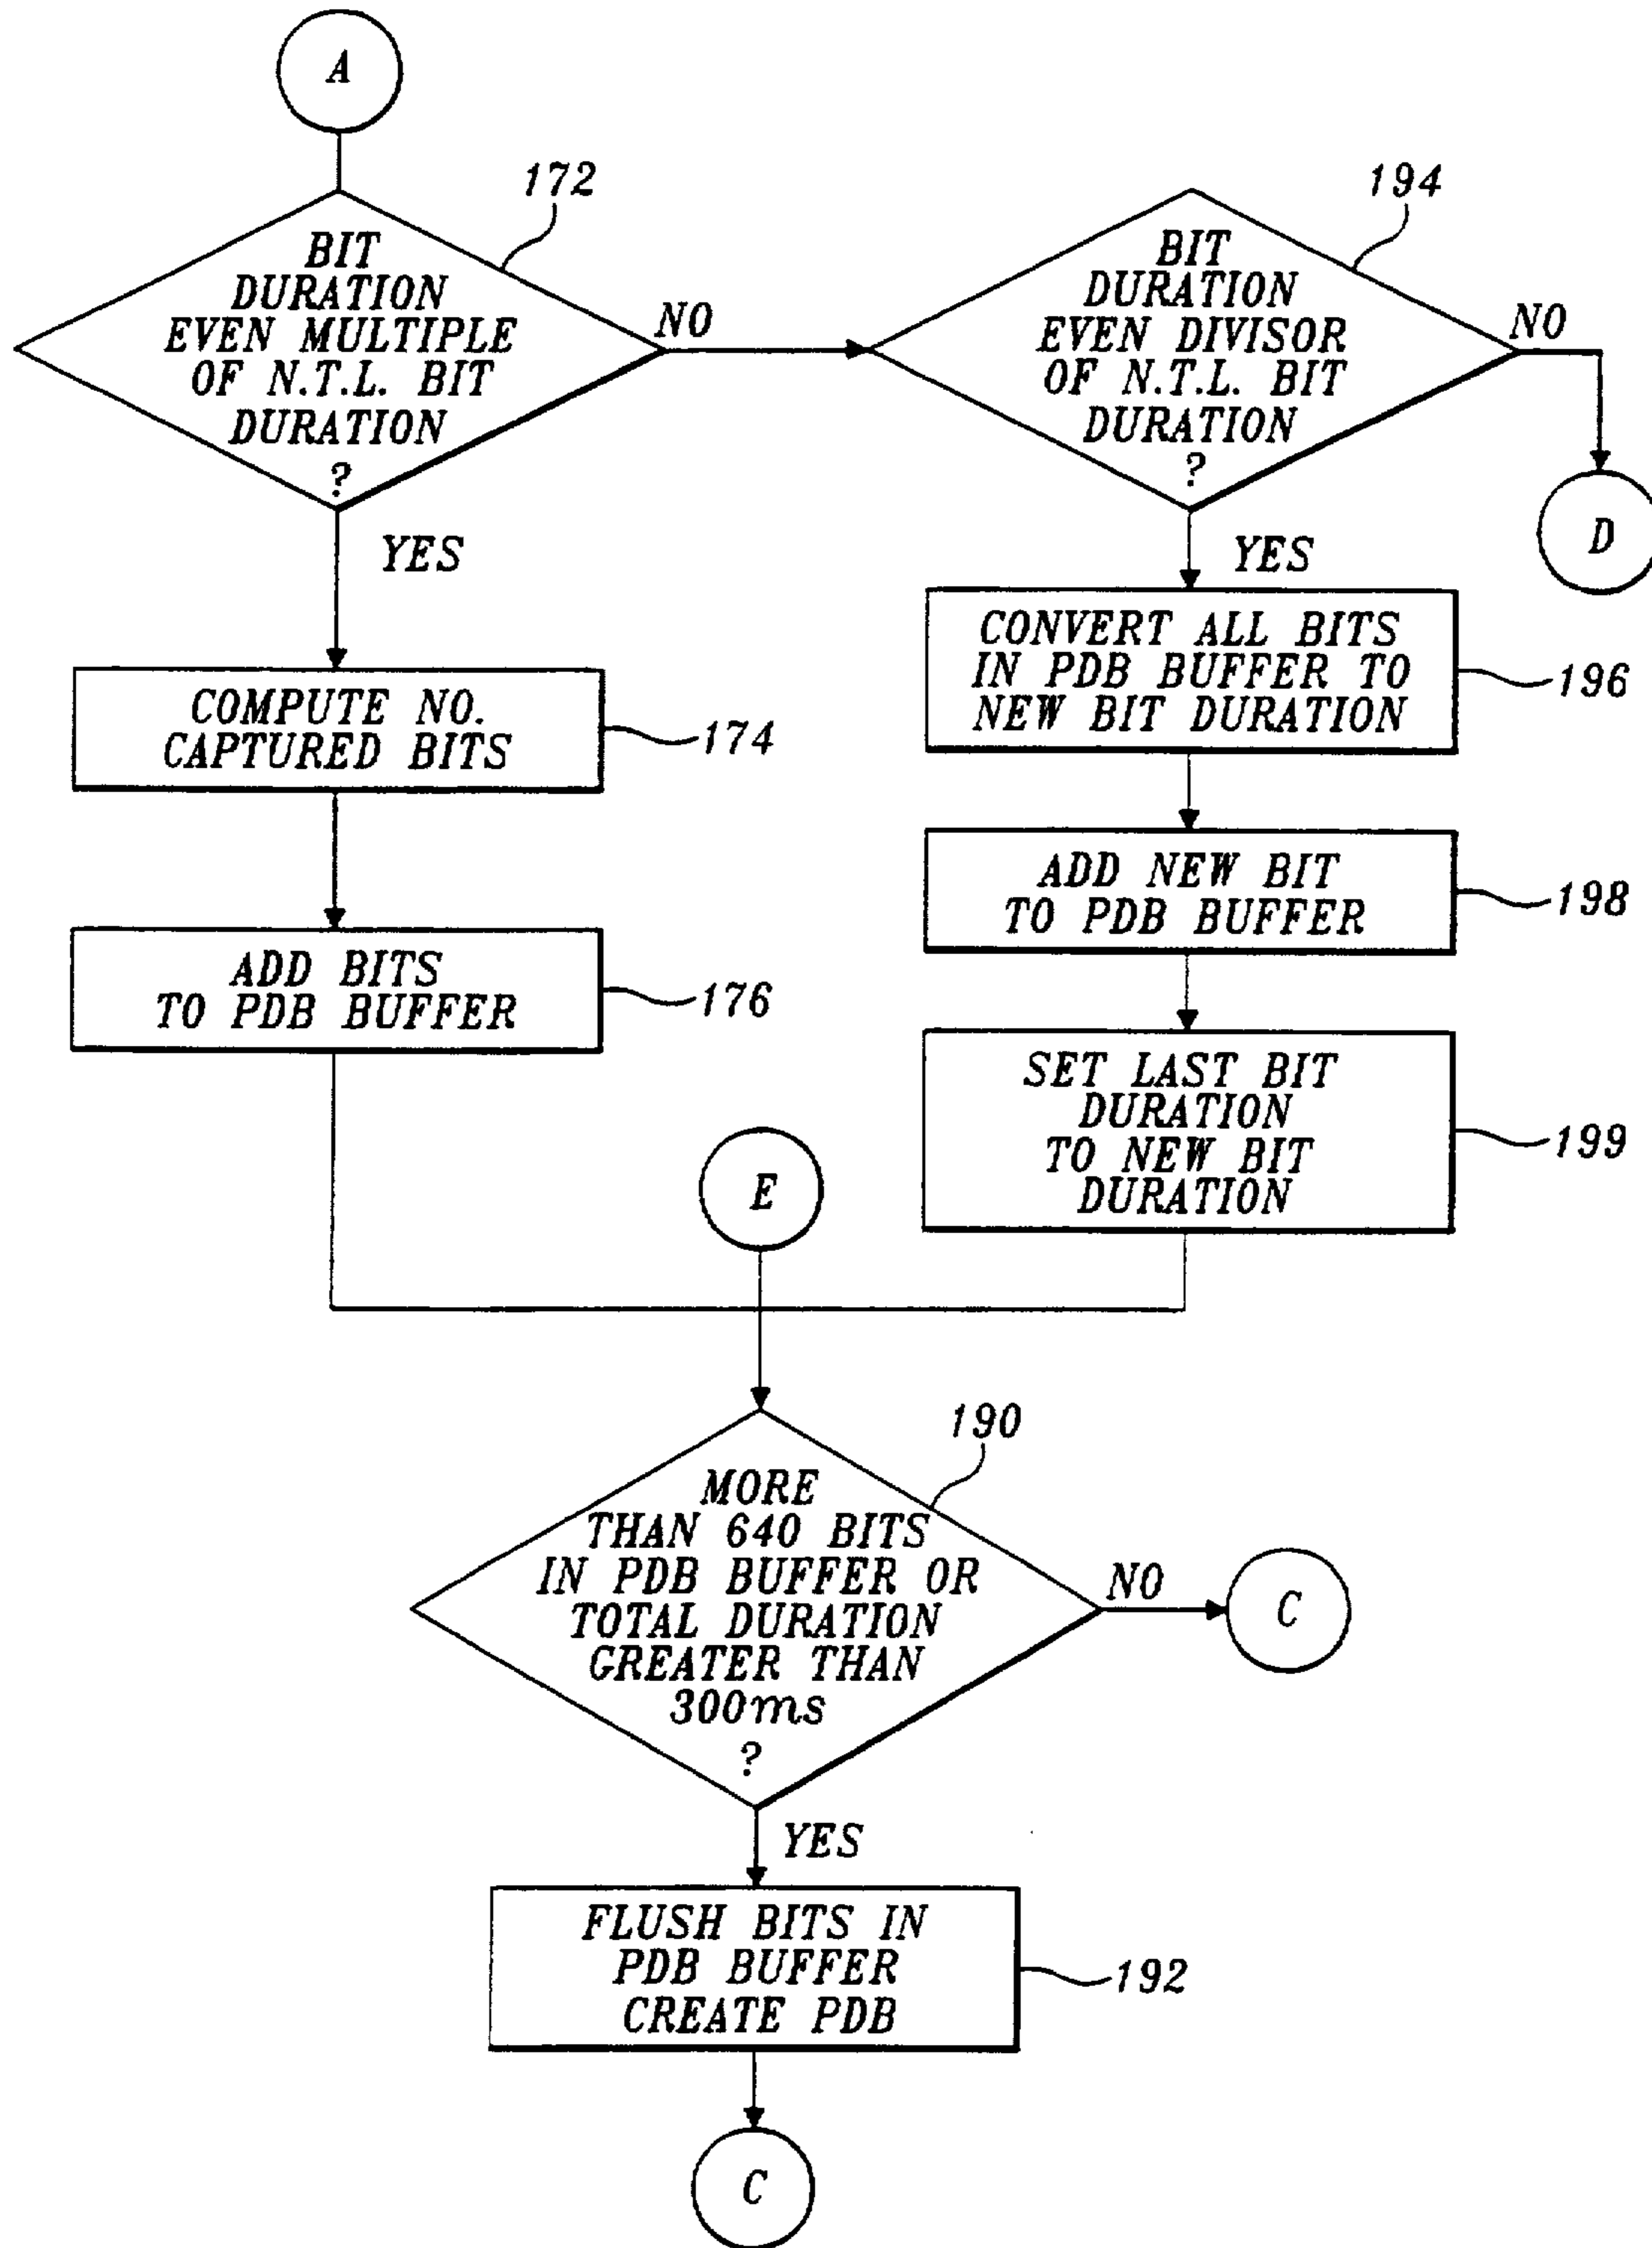 A
172
BIT
DURATION
EVEN MULTIPLE
OF N.T.L. BIT
DURATION
?
NO
YES
194
BIT
DURATION
EVEN DIVISOR
OF N.T.L. BIT
DURATION
?
NO
D
YES
COMPUTE NO.
CAPTURED BITS
174
ADD BITS
TO PDB BUFFER
176
CONVERT ALL BITS
IN PDB BUFFER TO
NEW BIT DURATION
196
ADD NEW BIT
TO PDB BUFFER
198
SET LAST BIT
DURATION
TO NEW BIT
DURATION
199
E
190
MORE
THAN 640 BITS
IN PDB BUFFER OR
TOTAL DURATION
GREATER THAN
300ms
?
NO
C
YES
FLUSH BITS IN
PDB BUFFER
CREATE PDB
192
C